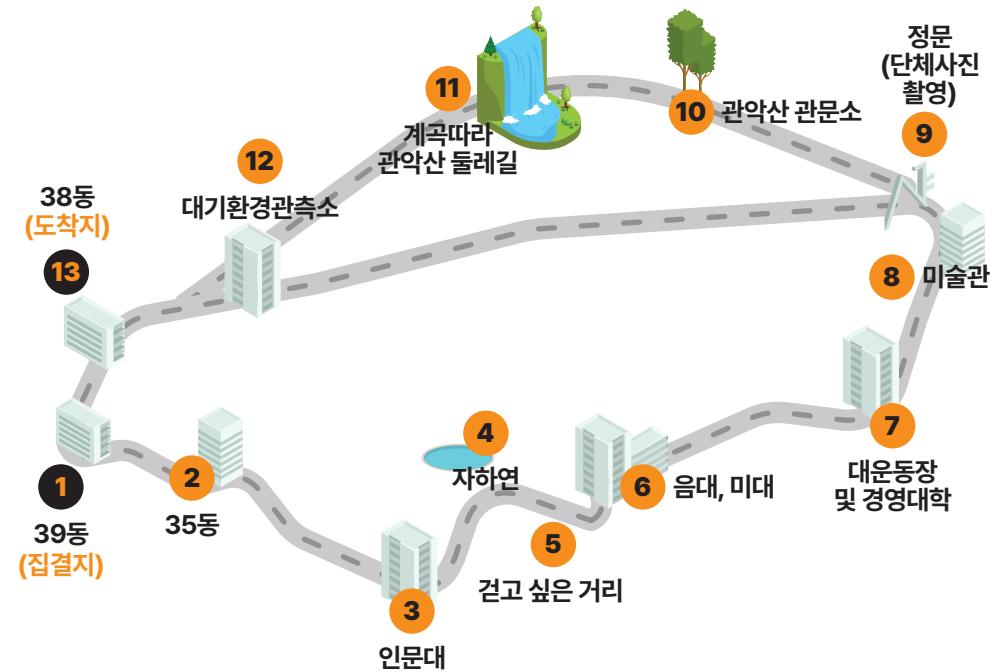 1
39동
(집결지)
2
35동
3
인문대
4
자하연
5
걷고 싶은 거리
6
음대, 미대
7
대운동장
및 경영대학
8
미술관
9
정문
(단체사진
촬영)
10
관악산 관문소
11
계곡따라
관악산 둘레길
12
대기환경관측소
13
38동
(도착지)